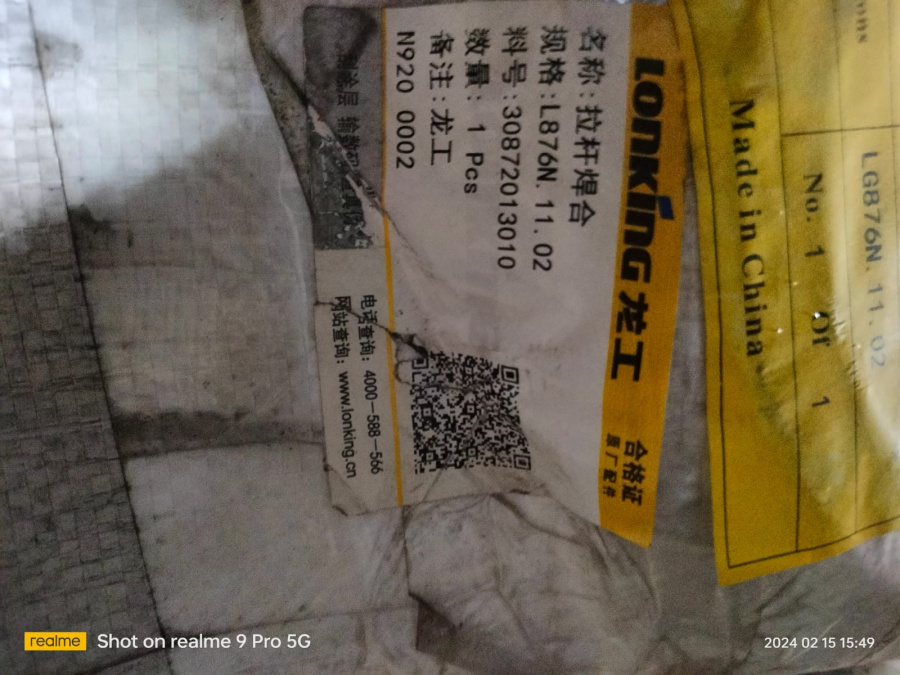 LONKING 龙工 合格证
原厂配件
名称:拉杆焊合
规格:L876N.11.02
料号:30872013010
数量: 1 Pcs
备注:龙工
N920 0002
电话查询: 4000-588-566
网站查询: www.lonking.cn
LG876N.11.02
No. 1 Of 1
Made in China
realme Shot on realme 9 Pro 5G
2024 02 15 15:49